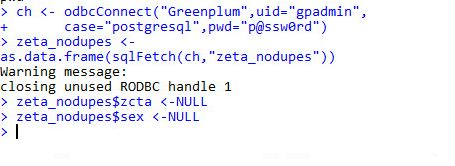 > ch <- odbcConnect("Greenplum",uid="gpadmin",
+      case="postgresql",pwd="p@ssw0rd")
> zeta_nodupes <-
as.data.frame(sqlFetch(ch,"zeta_nodupes"))
Warning message:
closing unused RODBC handle 1
> zeta_nodupes$zcta <-NULL
> zeta_nodupes$sex <-NULL
>